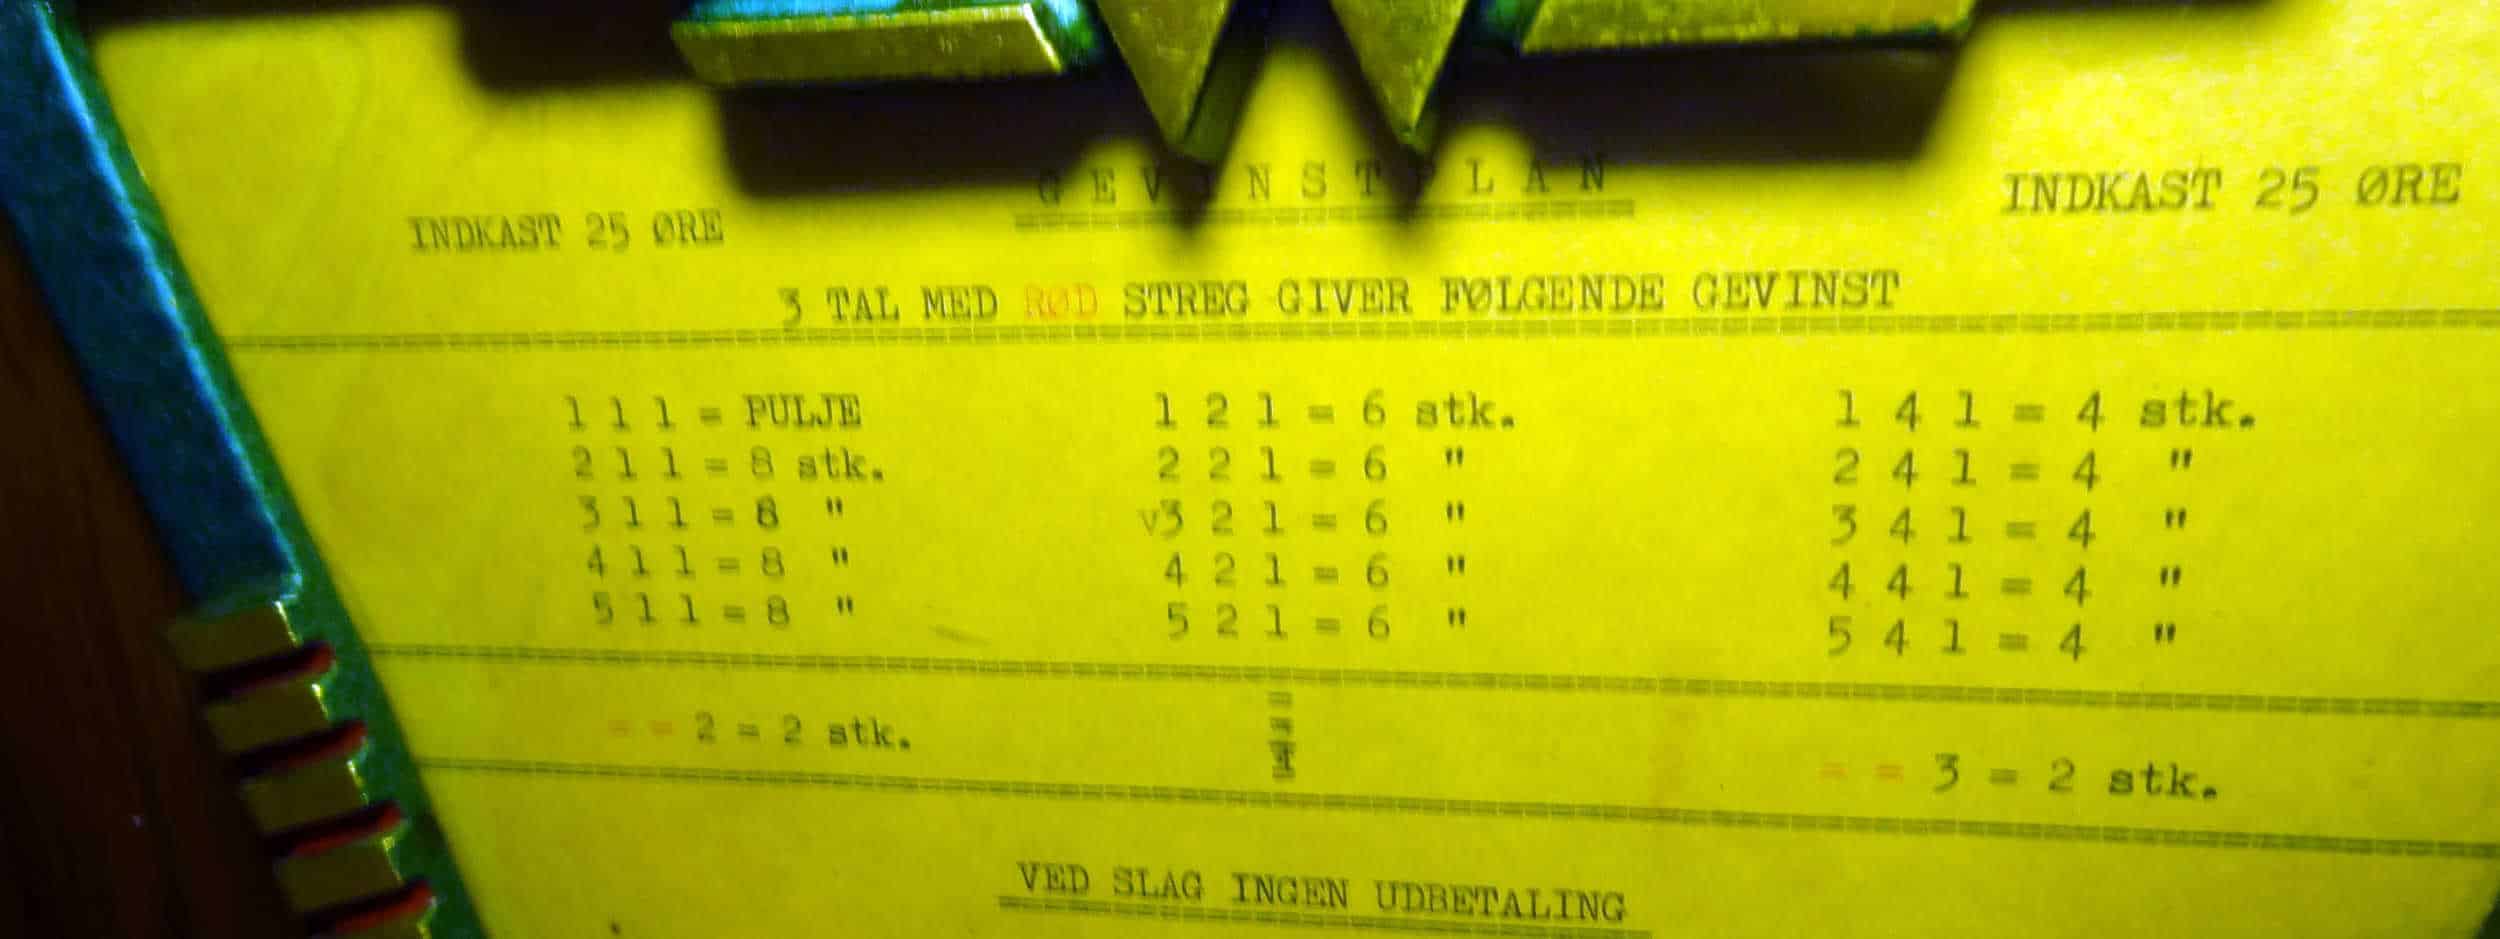 GEVINSTPLAN
INDKAST 25 ØRE
INDKAST 25 ØRE
3 TAL MED RØD STREG GIVER FØLGENDE GEVINST
1 1 1 = PULJE
2 1 1 = 8 stk.
3 1 1 = 8 "
4 1 1 = 8 "
5 1 1 = 8 "
1 2 1 = 6 stk.
2 2 1 = 6 "
v3 2 1 = 6 "
4 2 1 = 6 "
5 2 1 = 6 "
1 4 1 = 4 stk.
2 4 1 = 4 "
3 4 1 = 4 "
4 4 1 = 4 "
5 4 1 = 4 "
= = 2 = 2 stk.
= = 3 = 2 stk.
VED SLAG INGEN UDBETALING